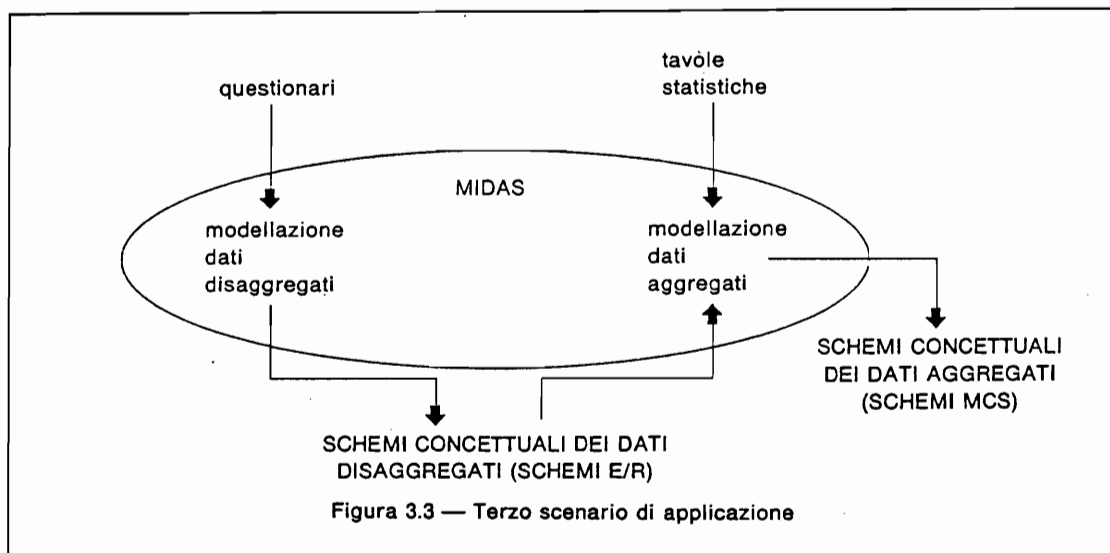 questionari
tavòle
statistiche
MIDAS
modellazione
dati
disaggregati
modellazione
dati
aggregati
SCHEMI CONCETTUALI
DEI DATI AGGREGATI
(SCHEMI MCS)
SCHEMI CONCETTUALI DEI DATI
DISAGGREGATI (SCHEMI E/R)
Figura 3.3 — Terzo scenario di applicazione